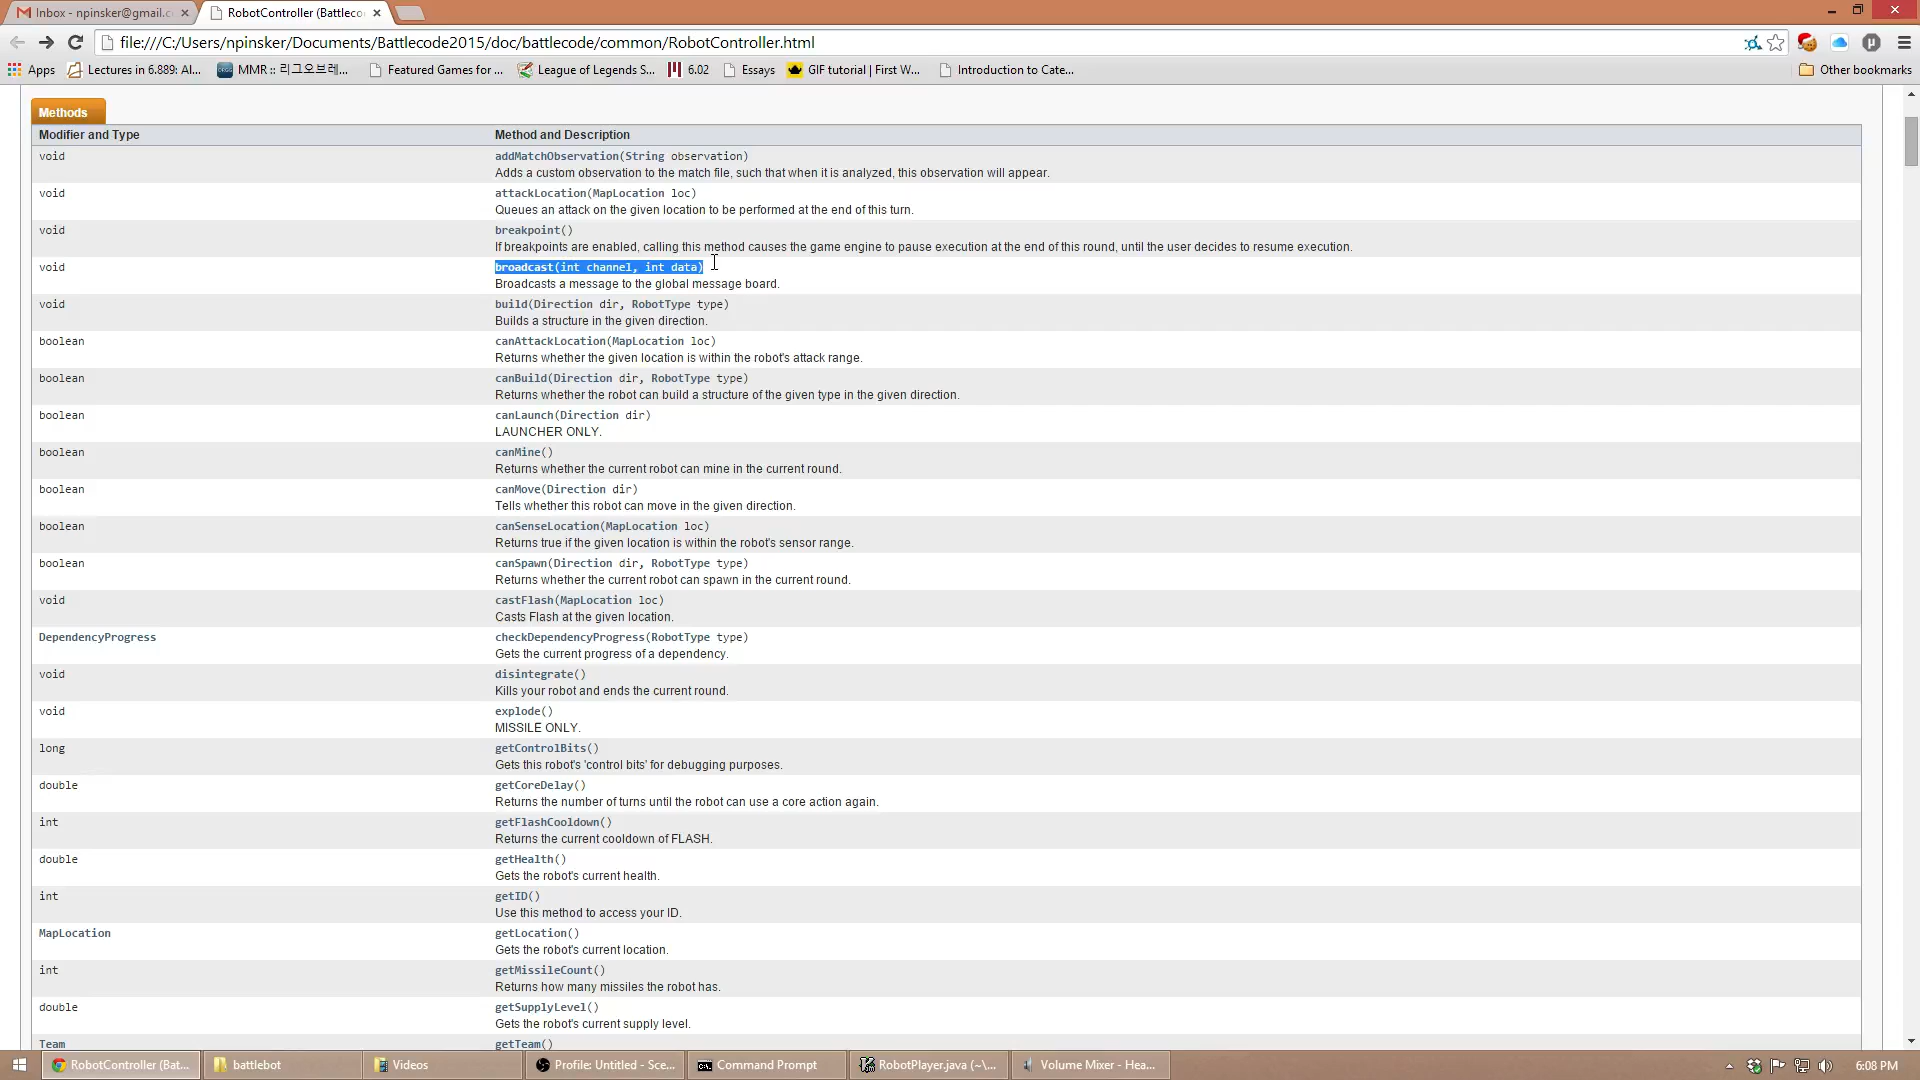 Inbox - npinsker@gmail.c
RobotController (Battleco
file:///C:/Users/npinsker/Documents/Battlecode2015/doc/battlecode/common/RobotController.html
Apps
Lectures in 6.889: Al...
MMR :: 리그오브레...
Featured Games for ...
League of Legends S...
6.02
Essays
GIF tutorial | First W...
Introduction to Cate...
Other bookmarks
Methods
Modifier and Type Method and Description
void addMatchObservation(String observation)
Adds a custom observation to the match file, such that when it is analyzed, this observation will appear.
void attackLocation(MapLocation loc)
Queues an attack on the given location to be performed at the end of this turn.
void breakpoint()
If breakpoints are enabled, calling this method causes the game engine to pause execution at the end of this round, until the user decides to resume execution.
void broadcast(int channel, int data)
Broadcasts a message to the global message board.
void build(Direction dir, RobotType type)
Builds a structure in the given direction.
boolean canAttackLocation(MapLocation loc)
Returns whether the given location is within the robot's attack range.
boolean canBuild(Direction dir, RobotType type)
Returns whether the robot can build a structure of the given type in the given direction.
boolean canLaunch(Direction dir)
LAUNCHER ONLY.
boolean canMine()
Returns whether the current robot can mine in the current round.
boolean canMove(Direction dir)
Tells whether this robot can move in the given direction.
boolean canSenseLocation(MapLocation loc)
Returns true if the given location is within the robot's sensor range.
boolean canSpawn(Direction dir, RobotType type)
Returns whether the current robot can spawn in the current round.
void castFlash(MapLocation loc)
Casts Flash at the given location.
DependencyProgress checkDependencyProgress(RobotType type)
Gets the current progress of a dependency.
void disintegrate()
Kills your robot and ends the current round.
void explode()
MISSILE ONLY.
long getControlBits()
Gets this robot's 'control bits' for debugging purposes.
double getCoreDelay()
Returns the number of turns until the robot can use a core action again.
int getFlashCooldown()
Returns the current cooldown of FLASH.
double getHealth()
Gets the robot's current health.
int getID()
Use this method to access your ID.
MapLocation getLocation()
Gets the robot's current location.
int getMissileCount()
Returns how many missiles the robot has.
double getSupplyLevel()
Gets the robot's current supply level.
Team getTeam()
RobotController (Bat...
battlebot
Videos
Profile: Untitled - Sce...
Command Prompt
RobotPlayer.java (~\...
Volume Mixer - Hea...
6:08 PM